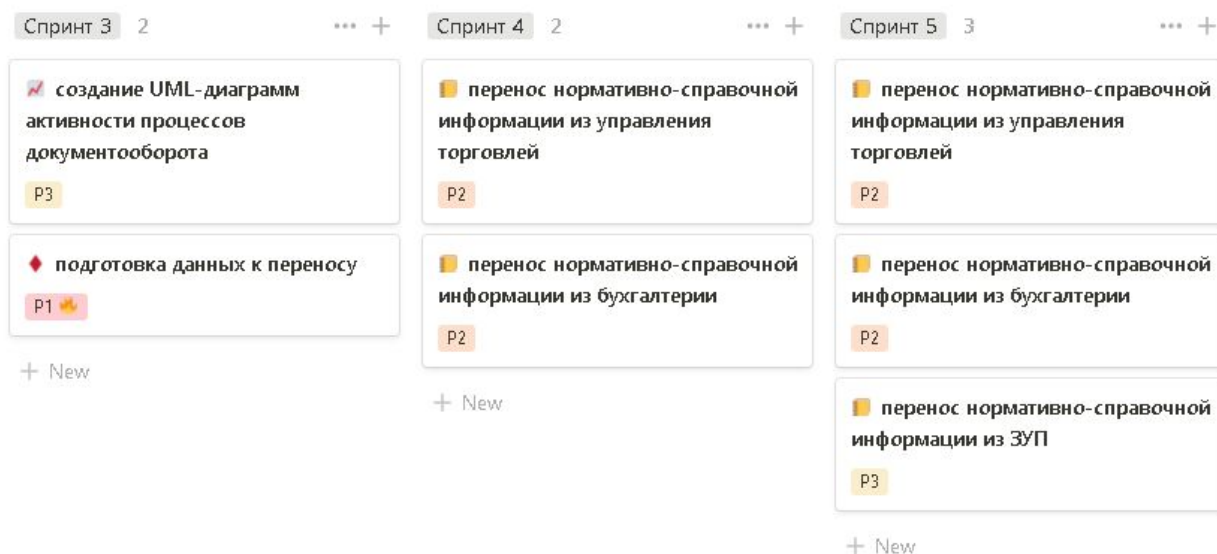 Спринт 3 2
создание UML-диаграмм
активности процессов
документооборота
P3
подготовка данных к переносу
P1
+ New
Спринт 4 2
перенос нормативно-справочной
информации из управления
торговлей
P2
перенос нормативно-справочной
информации из бухгалтерии
P2
+ New
Спринт 5 3
перенос нормативно-справочной
информации из управления
торговлей
P2
перенос нормативно-справочной
информации из бухгалтерии
P2
перенос нормативно-справочной
информации из ЗУП
P3
+ New